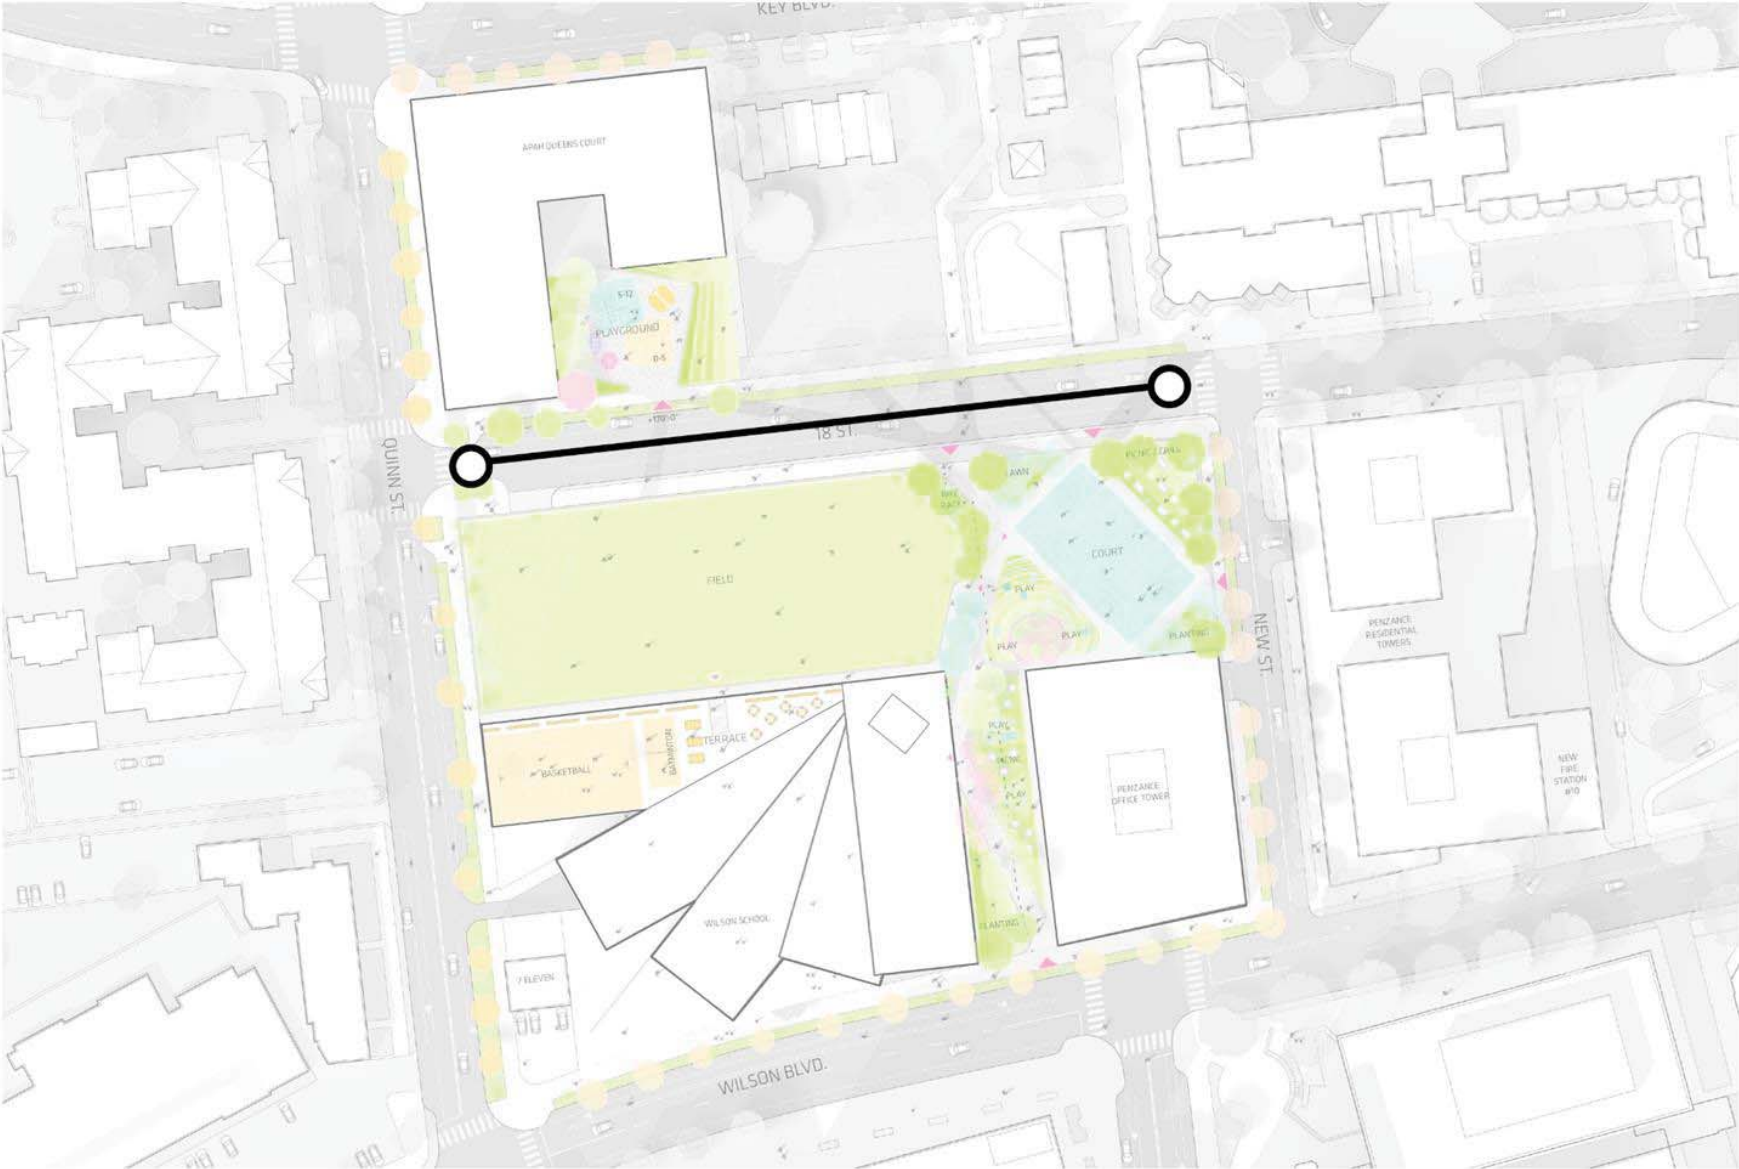 KEY BLVD.
APAH QUEENS COURT
5-12
PLAYGROUND
0-5
+170'-0"
18 ST.
QUINN ST.
LAWN
BIKE
RACK
COURT
FIELD
PLAY
PLAY
PLAY
PLANTING
NEW ST.
PENZANCE
RESIDENTIAL
TOWERS
PLAY
TERRACE
BASKETBALL
PLAY
PENZANCE
OFFICE TOWER
NEW
FIRE
STATION
#10
WILSON SCHOOL
PLANTING
7 ELEVEN
WILSON BLVD.